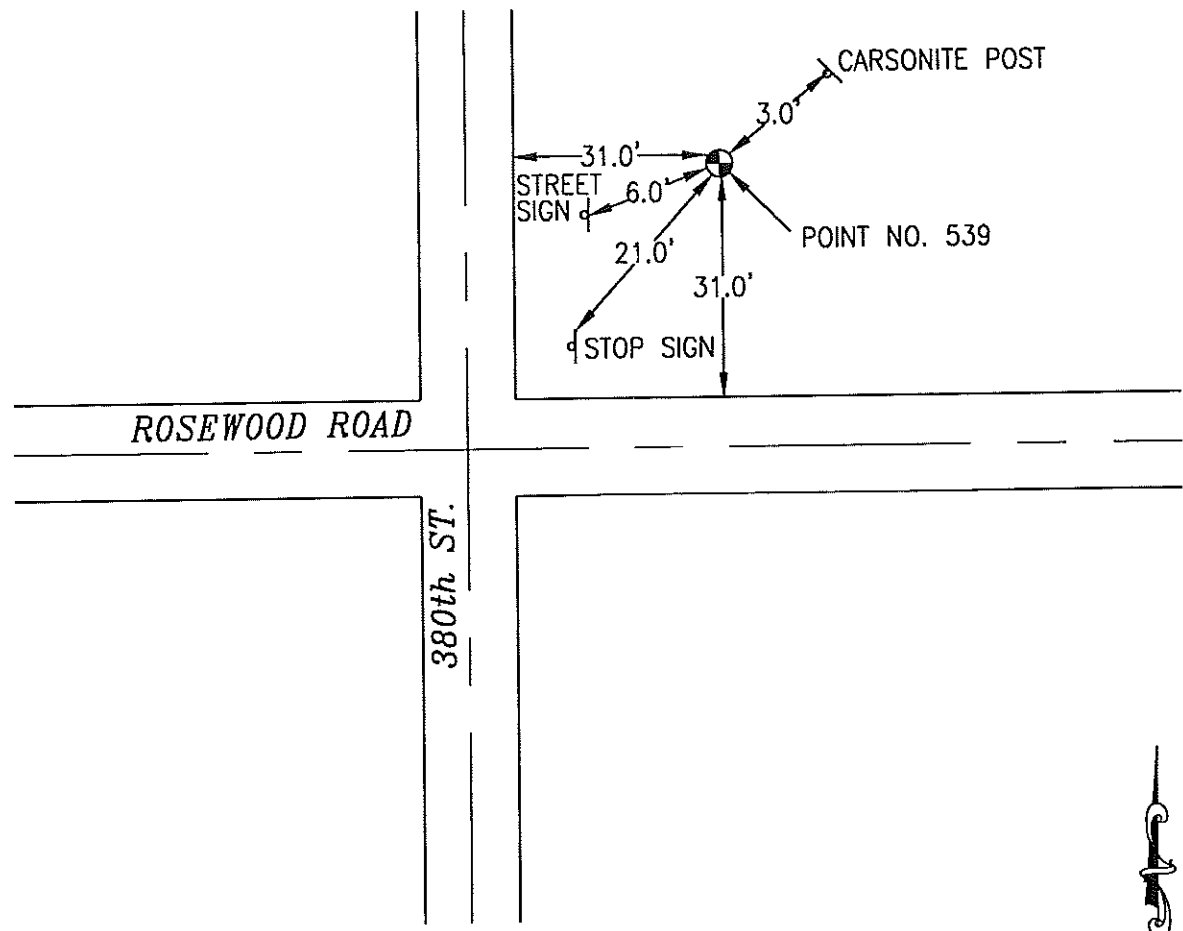 CARSONITE POST
3.0'
31.0'
STREET
SIGN
6.0'
POINT NO. 539
21.0'
31.0'
STOP SIGN
ROSEWOOD ROAD
380th ST.